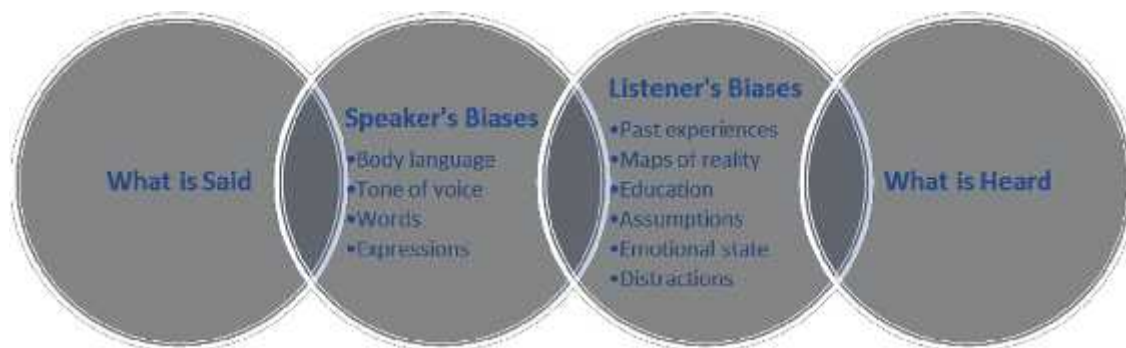 What is Said
Speaker's Biases
•Body language
•Tone of voice
•Words
•Expressions
Listener's Biases
•Past experiences
•Maps of reality
•Education
•Assumptions
•Emotional state
•Distractions
What is Heard